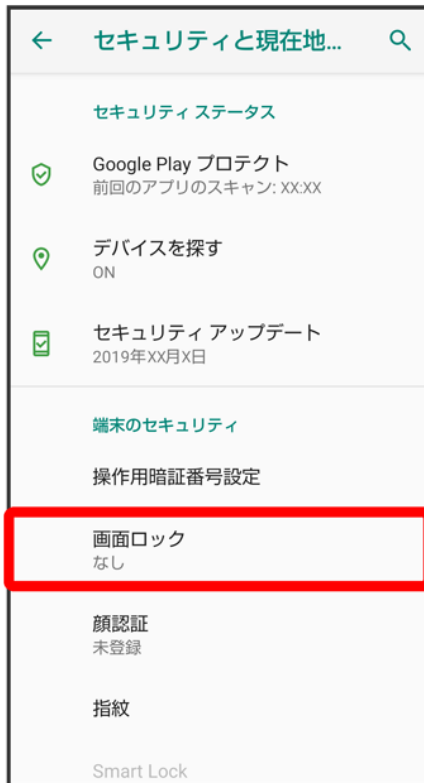 セキュリティと現在地...
セキュリティ ステータス
Google Play プロテクト
前回のアプリのスキャン: XX:XX
デバイスを探す
ON
セキュリティ アップデート
2019年XX月X日
端末のセキュリティ
操作用暗証番号設定
画面ロック
なし
顔認証
未登録
指紋
Smart Lock